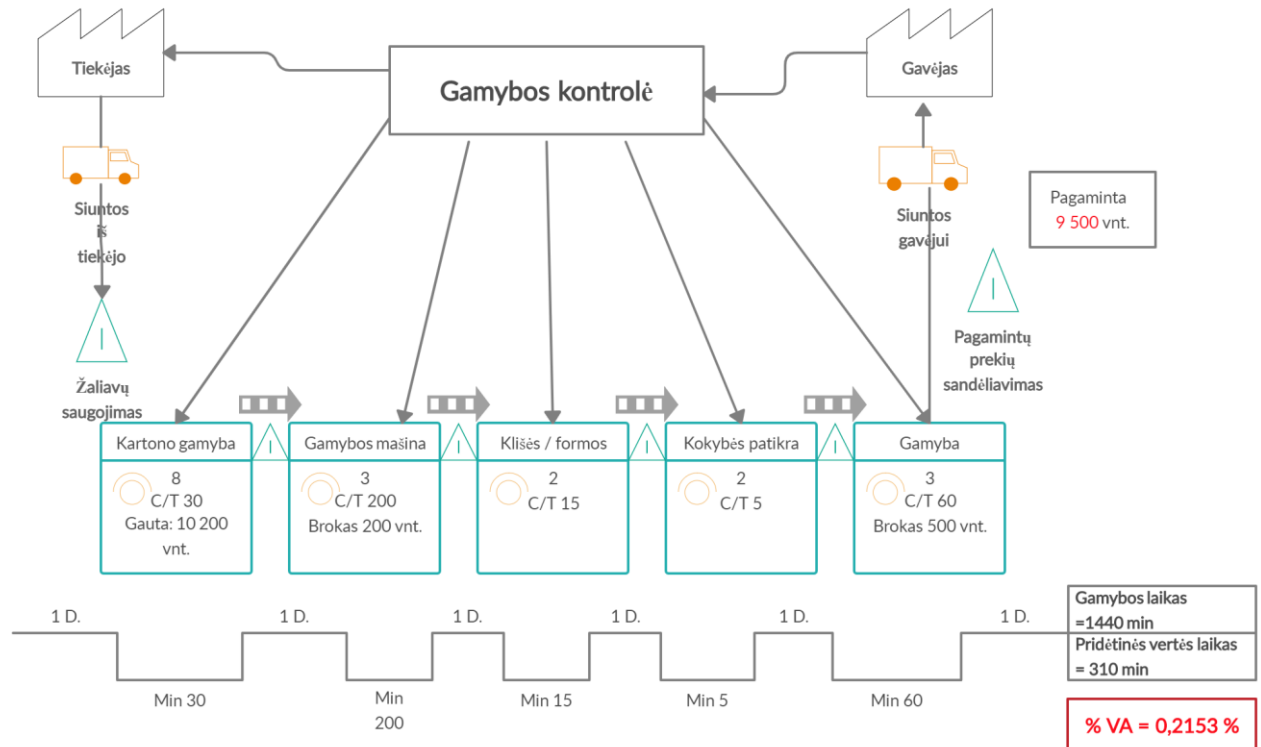 Tiekėjas
Gamybos kontrolė
Gavėjas
Siuntos
iš
tiekėjo
Siuntos
gavėjui
Pagaminta
9 500 vnt.
Žaliavų
saugojimas
Pagamintų
prekių
sandėliavimas
Kartono gamyba
8
C/T 30
Gauta: 10 200
vnt.
Gamybos mašina
3
C/T 200
Brokas 200 vnt.
Klišės / formos
2
C/T 15
Kokybės patikra
2
C/T 5
Gamyba
3
C/T 60
Brokas 500 vnt.
1 D.
1 D.
1 D.
1 D.
1 D.
1 D.
Min 30
Min
200
Min 15
Min 5
Min 60
Gamybos laikas
=1440 min
Pridėtinės vertės laikas
= 310 min
% VA = 0,2153 %